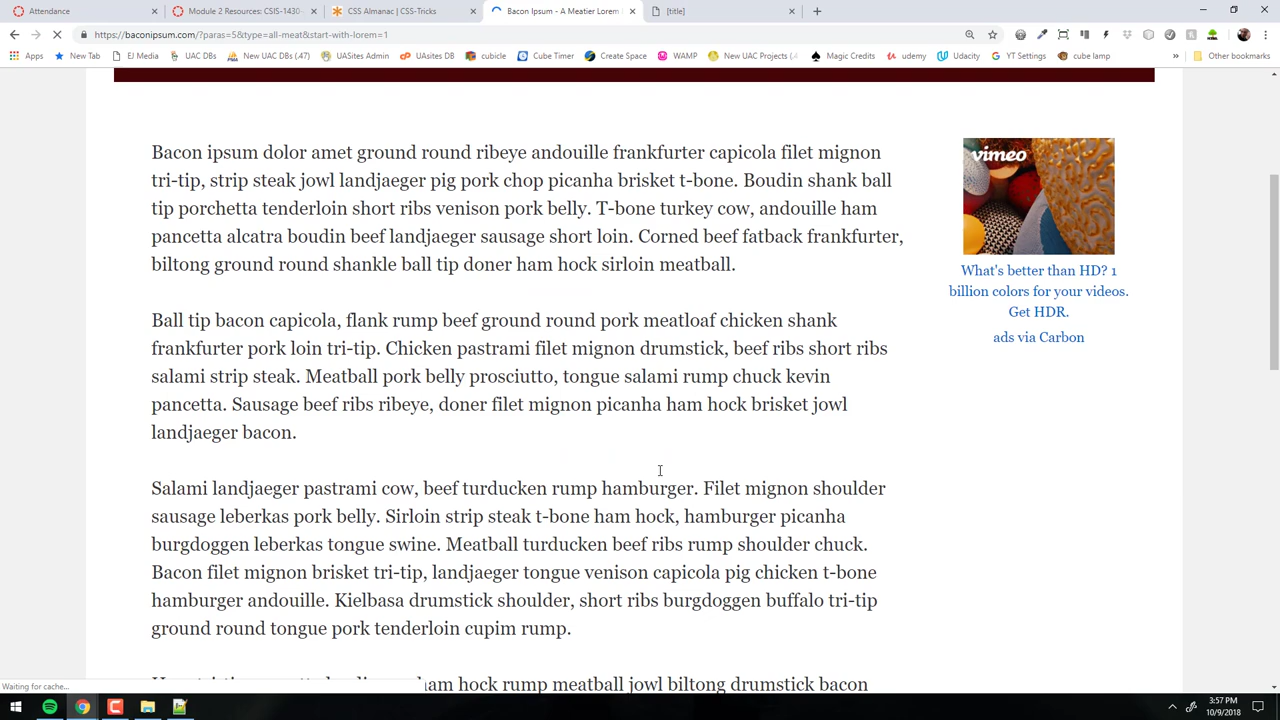 Attendance
Module 2 Resources: CSIS-1430 -
CSS Almanac | CSS-Tricks
Bacon Ipsum - A Meatier Lorem I
[title]
https://baconipsum.com/?paras=5&type=all-meat&start-with-lorem=1
Apps
New Tab
EJ Media
UAC DBs
New UAC DBs (.47)
UASites Admin
UAsites DB
cubicle
Cube Timer
Create Space
WAMP
New UAC Projects (.4
Magic Credits
udemy
Udacity
YT Settings
cube lamp
Other bookmarks
Bacon ipsum dolor amet ground round ribeye andouille frankfurter capicola filet mignon
tri-tip, strip steak jowl landjaeger pig pork chop picanha brisket t-bone. Boudin shank ball
tip porchetta tenderloin short ribs venison pork belly. T-bone turkey cow, andouille ham
pancetta alcatra boudin beef landjaeger sausage short loin. Corned beef fatback frankfurter,
biltong ground round shankle ball tip doner ham hock sirloin meatball.
Ball tip bacon capicola, flank rump beef ground round pork meatloaf chicken shank
frankfurter pork loin tri-tip. Chicken pastrami filet mignon drumstick, beef ribs short ribs
salami strip steak. Meatball pork belly prosciutto, tongue salami rump chuck kevin
pancetta. Sausage beef ribs ribeye, doner filet mignon picanha ham hock brisket jowl
landjaeger bacon.
Salami landjaeger pastrami cow, beef turducken rump hamburger. Filet mignon shoulder
sausage leberkas pork belly. Sirloin strip steak t-bone ham hock, hamburger picanha
burgdoggen leberkas tongue swine. Meatball turducken beef ribs rump shoulder chuck.
Bacon filet mignon brisket tri-tip, landjaeger tongue venison capicola pig chicken t-bone
hamburger andouille. Kielbasa drumstick shoulder, short ribs burgdoggen buffalo tri-tip
ground round tongue pork tenderloin cupim rump.
ham hock rump meatball jowl biltong drumstick bacon
vimeo
What's better than HD? 1
billion colors for your videos.
Get HDR.
ads via Carbon
Waiting for cache...
3:57 PM
10/9/2018